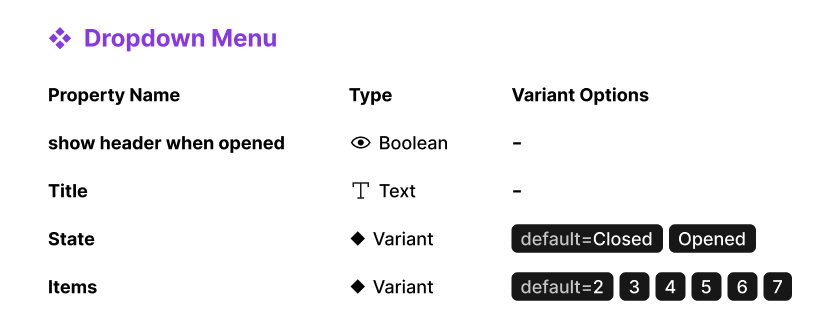 Dropdown Menu
Property Name Type Variant Options
show header when opened Boolean -
Title Text -
State Variant default=Closed Opened
Items Variant default=2 3 4 5 6 7